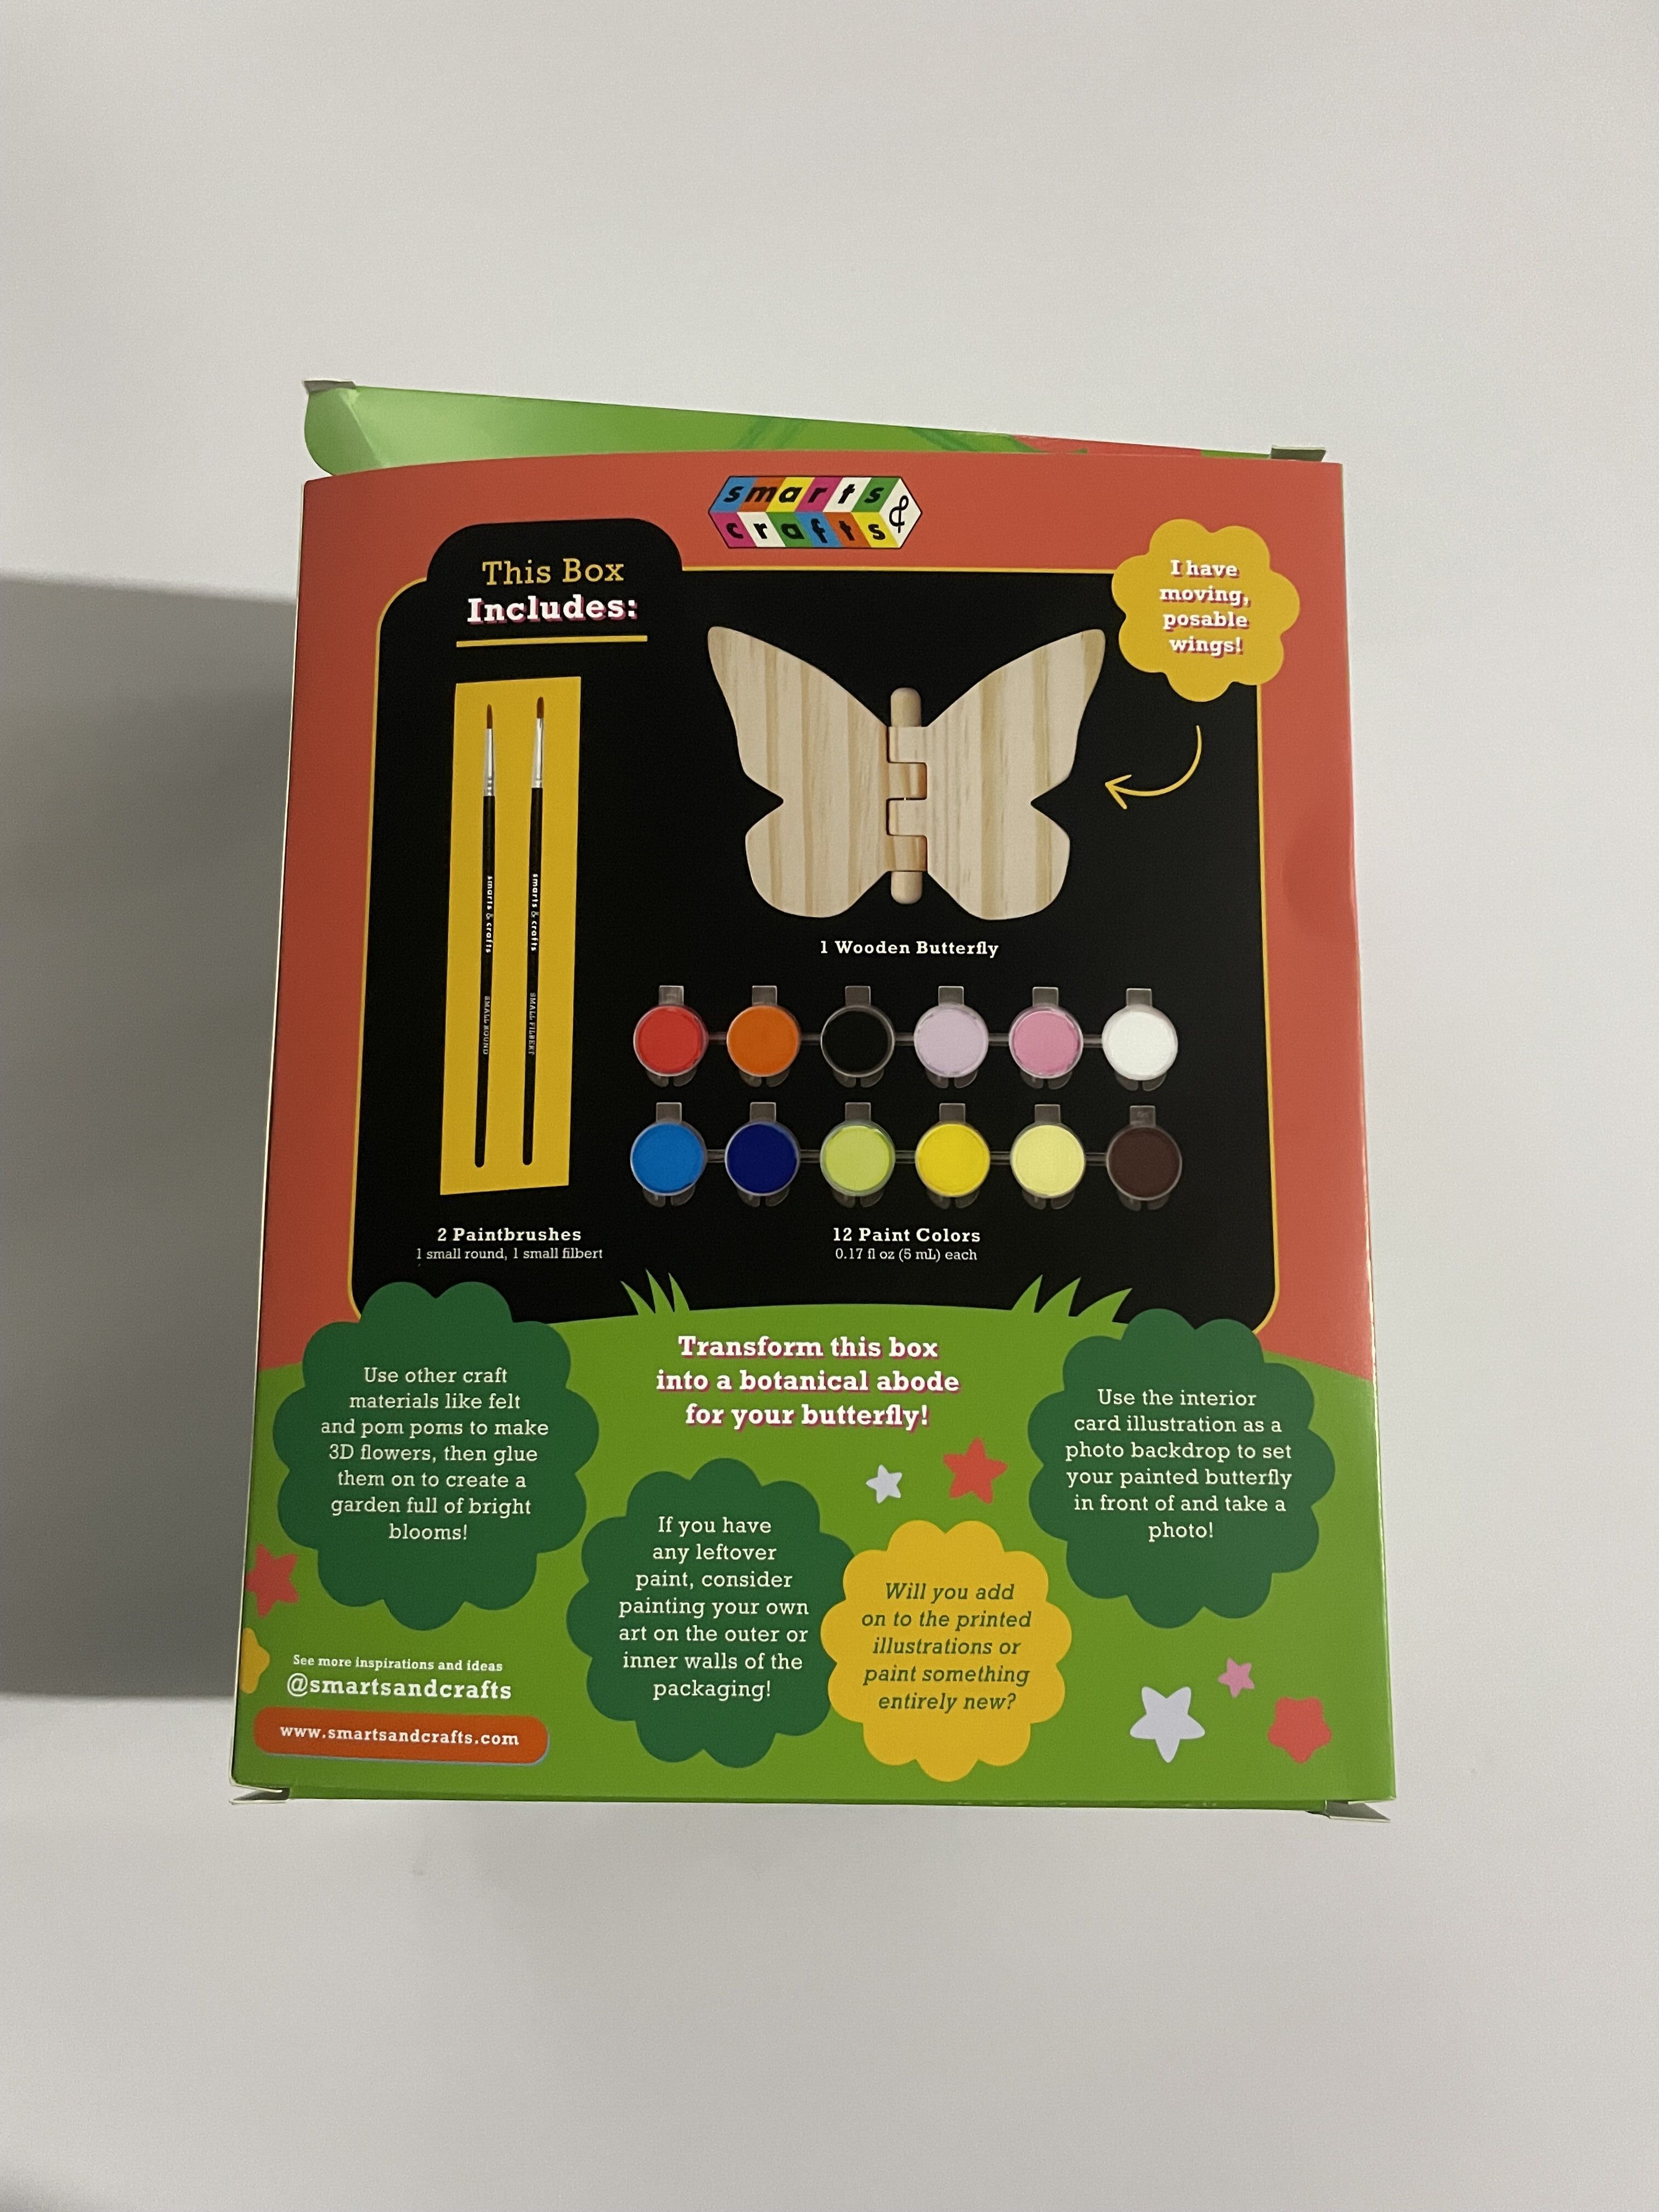 smarts &
crafts
This Box
Includes:
I have
moving,
posable
wings!
smarts & crafts
SMALL ROUND
smarts & crafts
SMALL FILBERT
1 Wooden Butterfly
2 Paintbrushes
1 small round, 1 small filbert
12 Paint Colors
0.17 fl oz (5 mL) each
Transform this box
into a botanical abode
for your butterfly!
Use other craft
materials like felt
and pom poms to make
3D flowers, then glue
them on to create a
garden full of bright
blooms!
If you have
any leftover
paint, consider
painting your own
art on the outer or
inner walls of the
packaging!
Will you add
on to the printed
illustrations or
paint something
entirely new?
Use the interior
card illustration as a
photo backdrop to set
your painted butterfly
in front of and take a
photo!
See more inspirations and ideas
@smartsandcrafts
www.smartsandcrafts.com